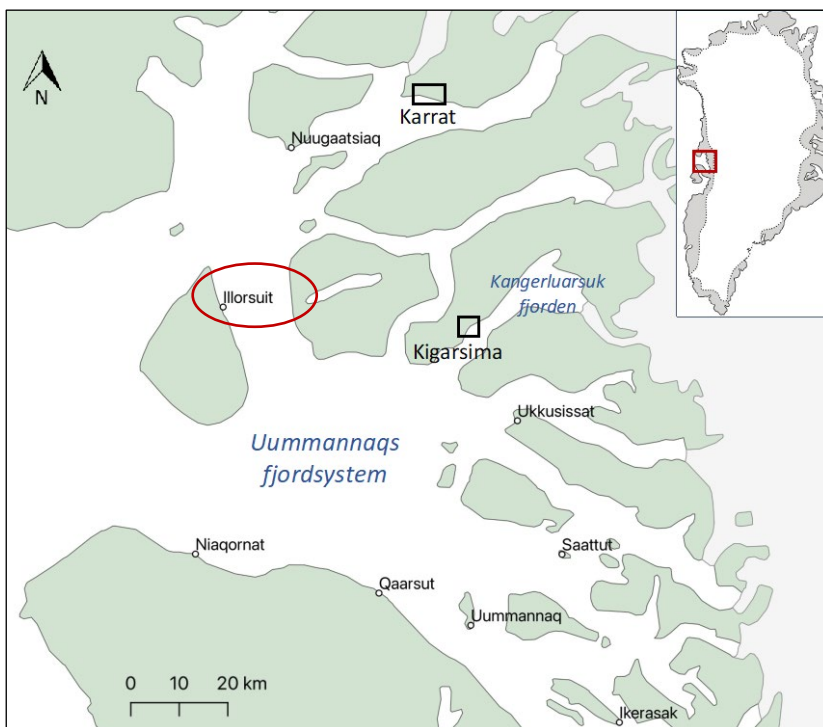 N
Karrat
Nuugaatsiaq
Illorsuit
Kangerluarsuk
fjorden
Kigarsima
Ukkusissat
Uummannaqs
fjordsystem
Niaqornat
Saattut
Qaarsut
Uummannaq
0 10 20 km
Ikerasak